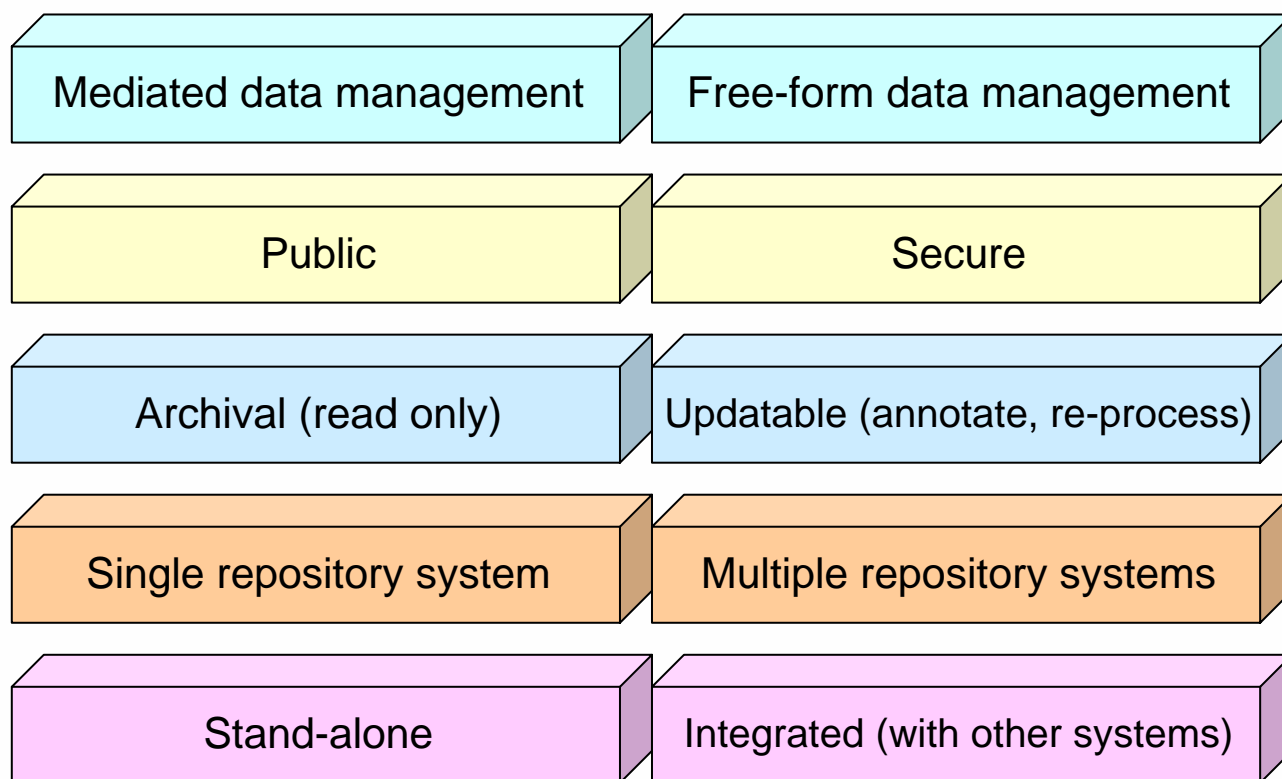 Mediated data management
Free-form data management
Public
Secure
Archival (read only)
Updatable (annotate, re-process)
Single repository system
Multiple repository systems
Stand-alone
Integrated (with other systems)